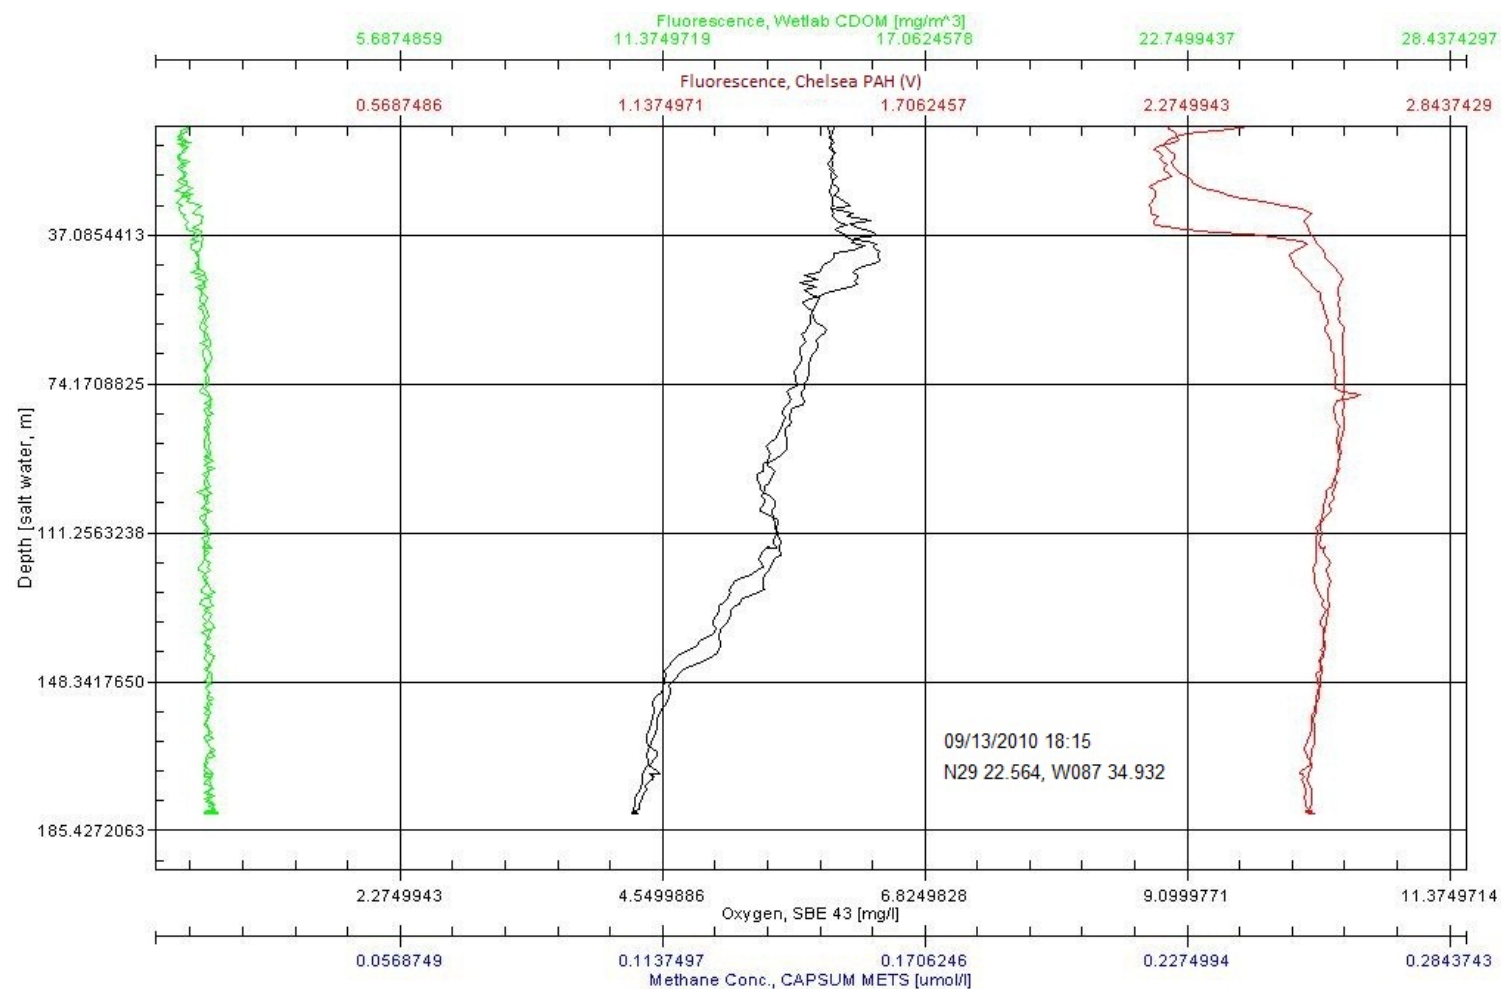 Fluorescence, Wetlab CDOM [mg/m^3]
5.6874859 11.3749719 17.0624578 22.7499437 28.4374297
Fluorescence, Chelsea PAH (V)
0.5687486 1.1374971 1.7062457 2.2749943 2.8437429
37.0854413
74.1708825
Depth [salt water, m]
111.2563238
148.3417650
09/13/2010 18:15
N29 22.564, W087 34.932
185.4272063
2.2749943 4.5499886 6.8249828 9.0999771 11.3749714
Oxygen, SBE 43 [mg/l]
0.0568749 0.1137497 0.1706246 0.2274994 0.2843743
Methane Conc., CAPSUM METS [umol/l]